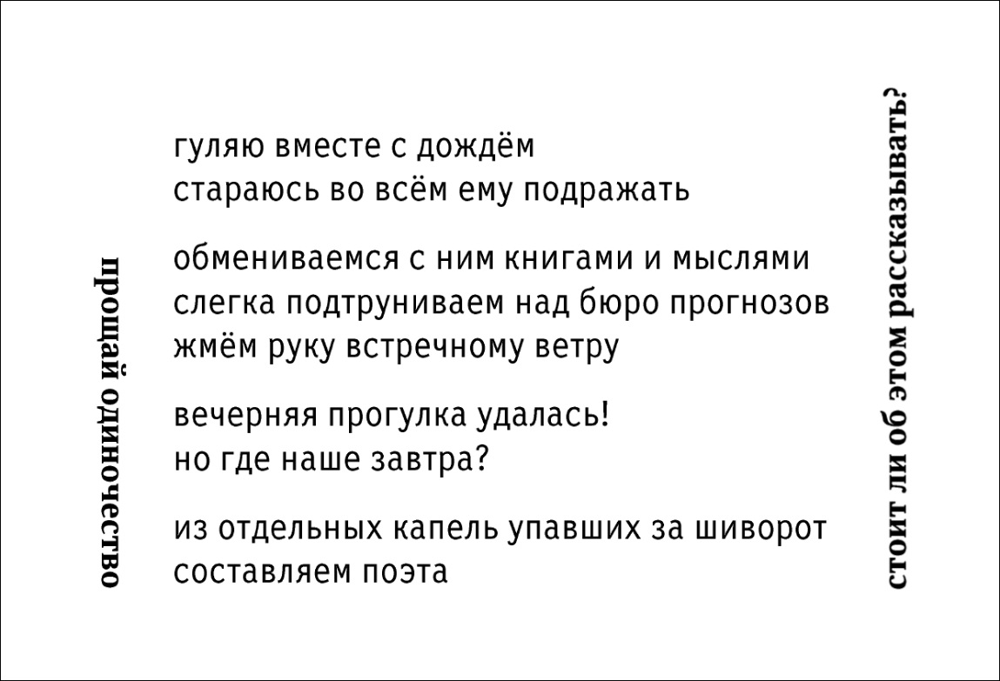 прощай одиночество
гуляю вместе с дождём
стараюсь во всём ему подражать
обмениваемся с ним книгами и мыслями
слегка подтруниваем над бюро прогнозов
жмём руку встречному ветру
вечерняя прогулка удалась!
но где наше завтра?
из отдельных капель упавших за шиворот
составляем поэта
стоит ли об этом рассказывать?